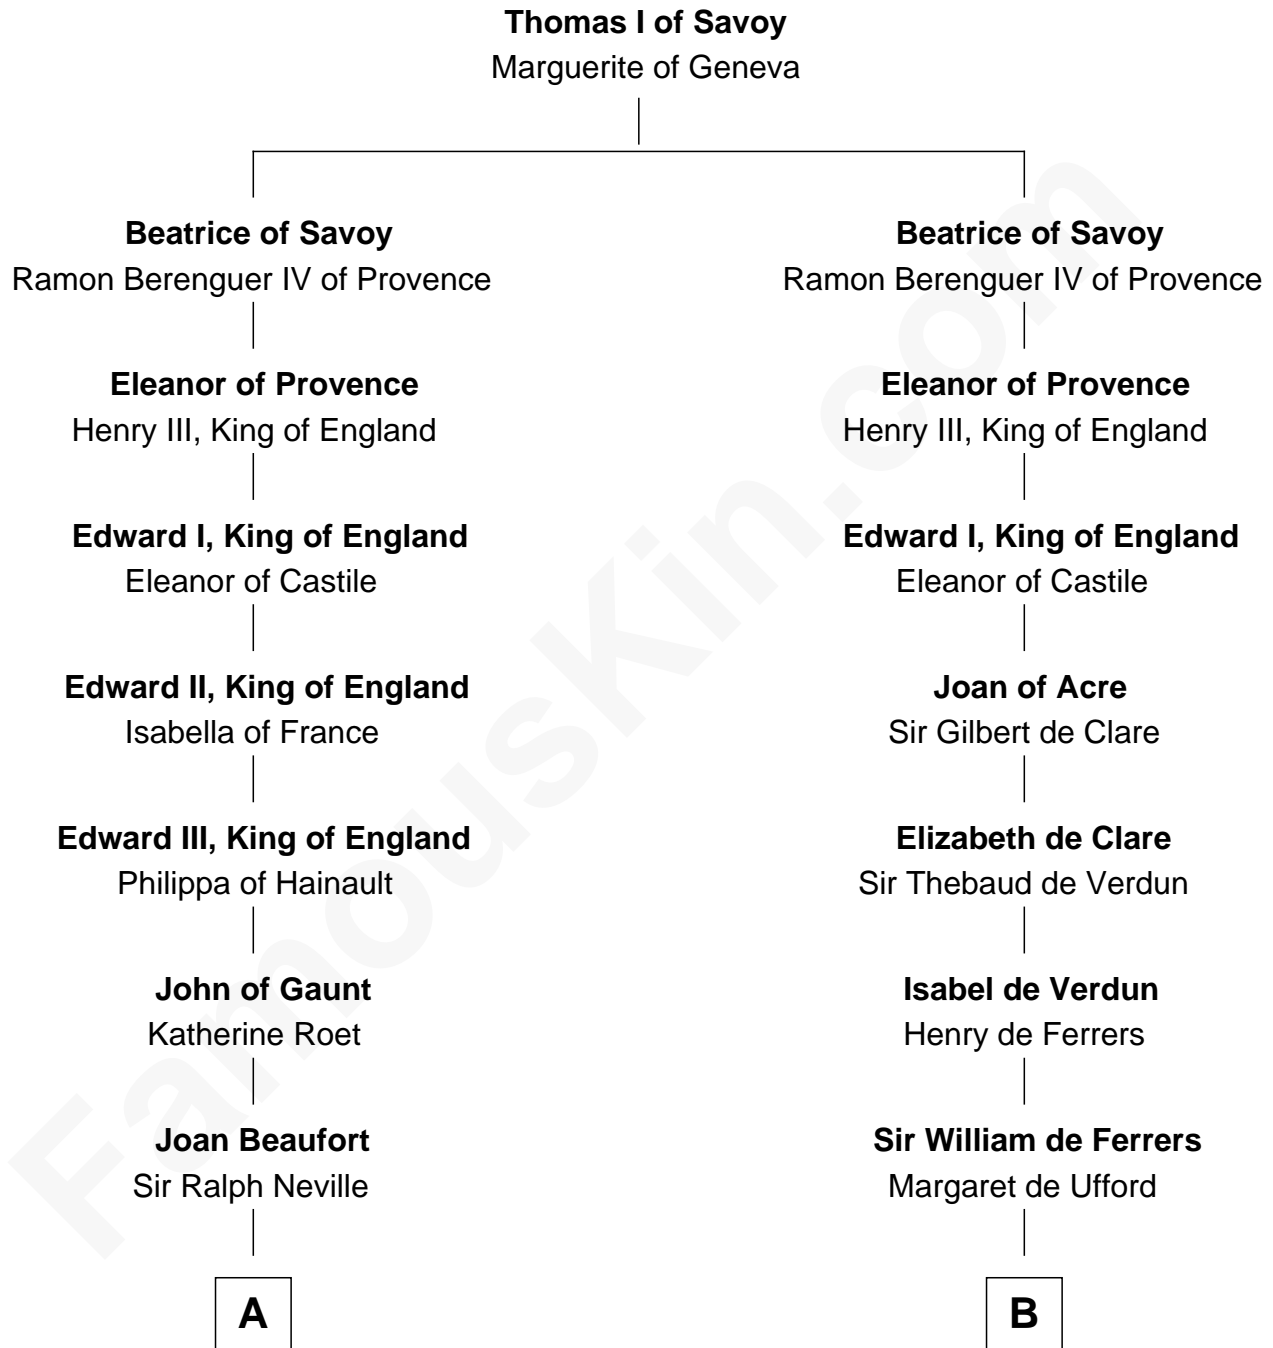 Thomas I of Savoy
Marguerite of Geneva
Beatrice of Savoy
Ramon Berenguer IV of Provence
Eleanor of Provence
Henry III, King of England
Edward I, King of England
Eleanor of Castile
Edward II, King of England
Isabella of France
Edward III, King of England
Philippa of Hainault
John of Gaunt
Katherine Roet
Joan Beaufort
Sir Ralph Neville
A
Beatrice of Savoy
Ramon Berenguer IV of Provence
Eleanor of Provence
Henry III, King of England
Edward I, King of England
Eleanor of Castile
Joan of Acre
Sir Gilbert de Clare
Elizabeth de Clare
Sir Thebaud de Verdun
Isabel de Verdun
Henry de Ferrers
Sir William de Ferrers
Margaret de Ufford
B
FamousKin.com